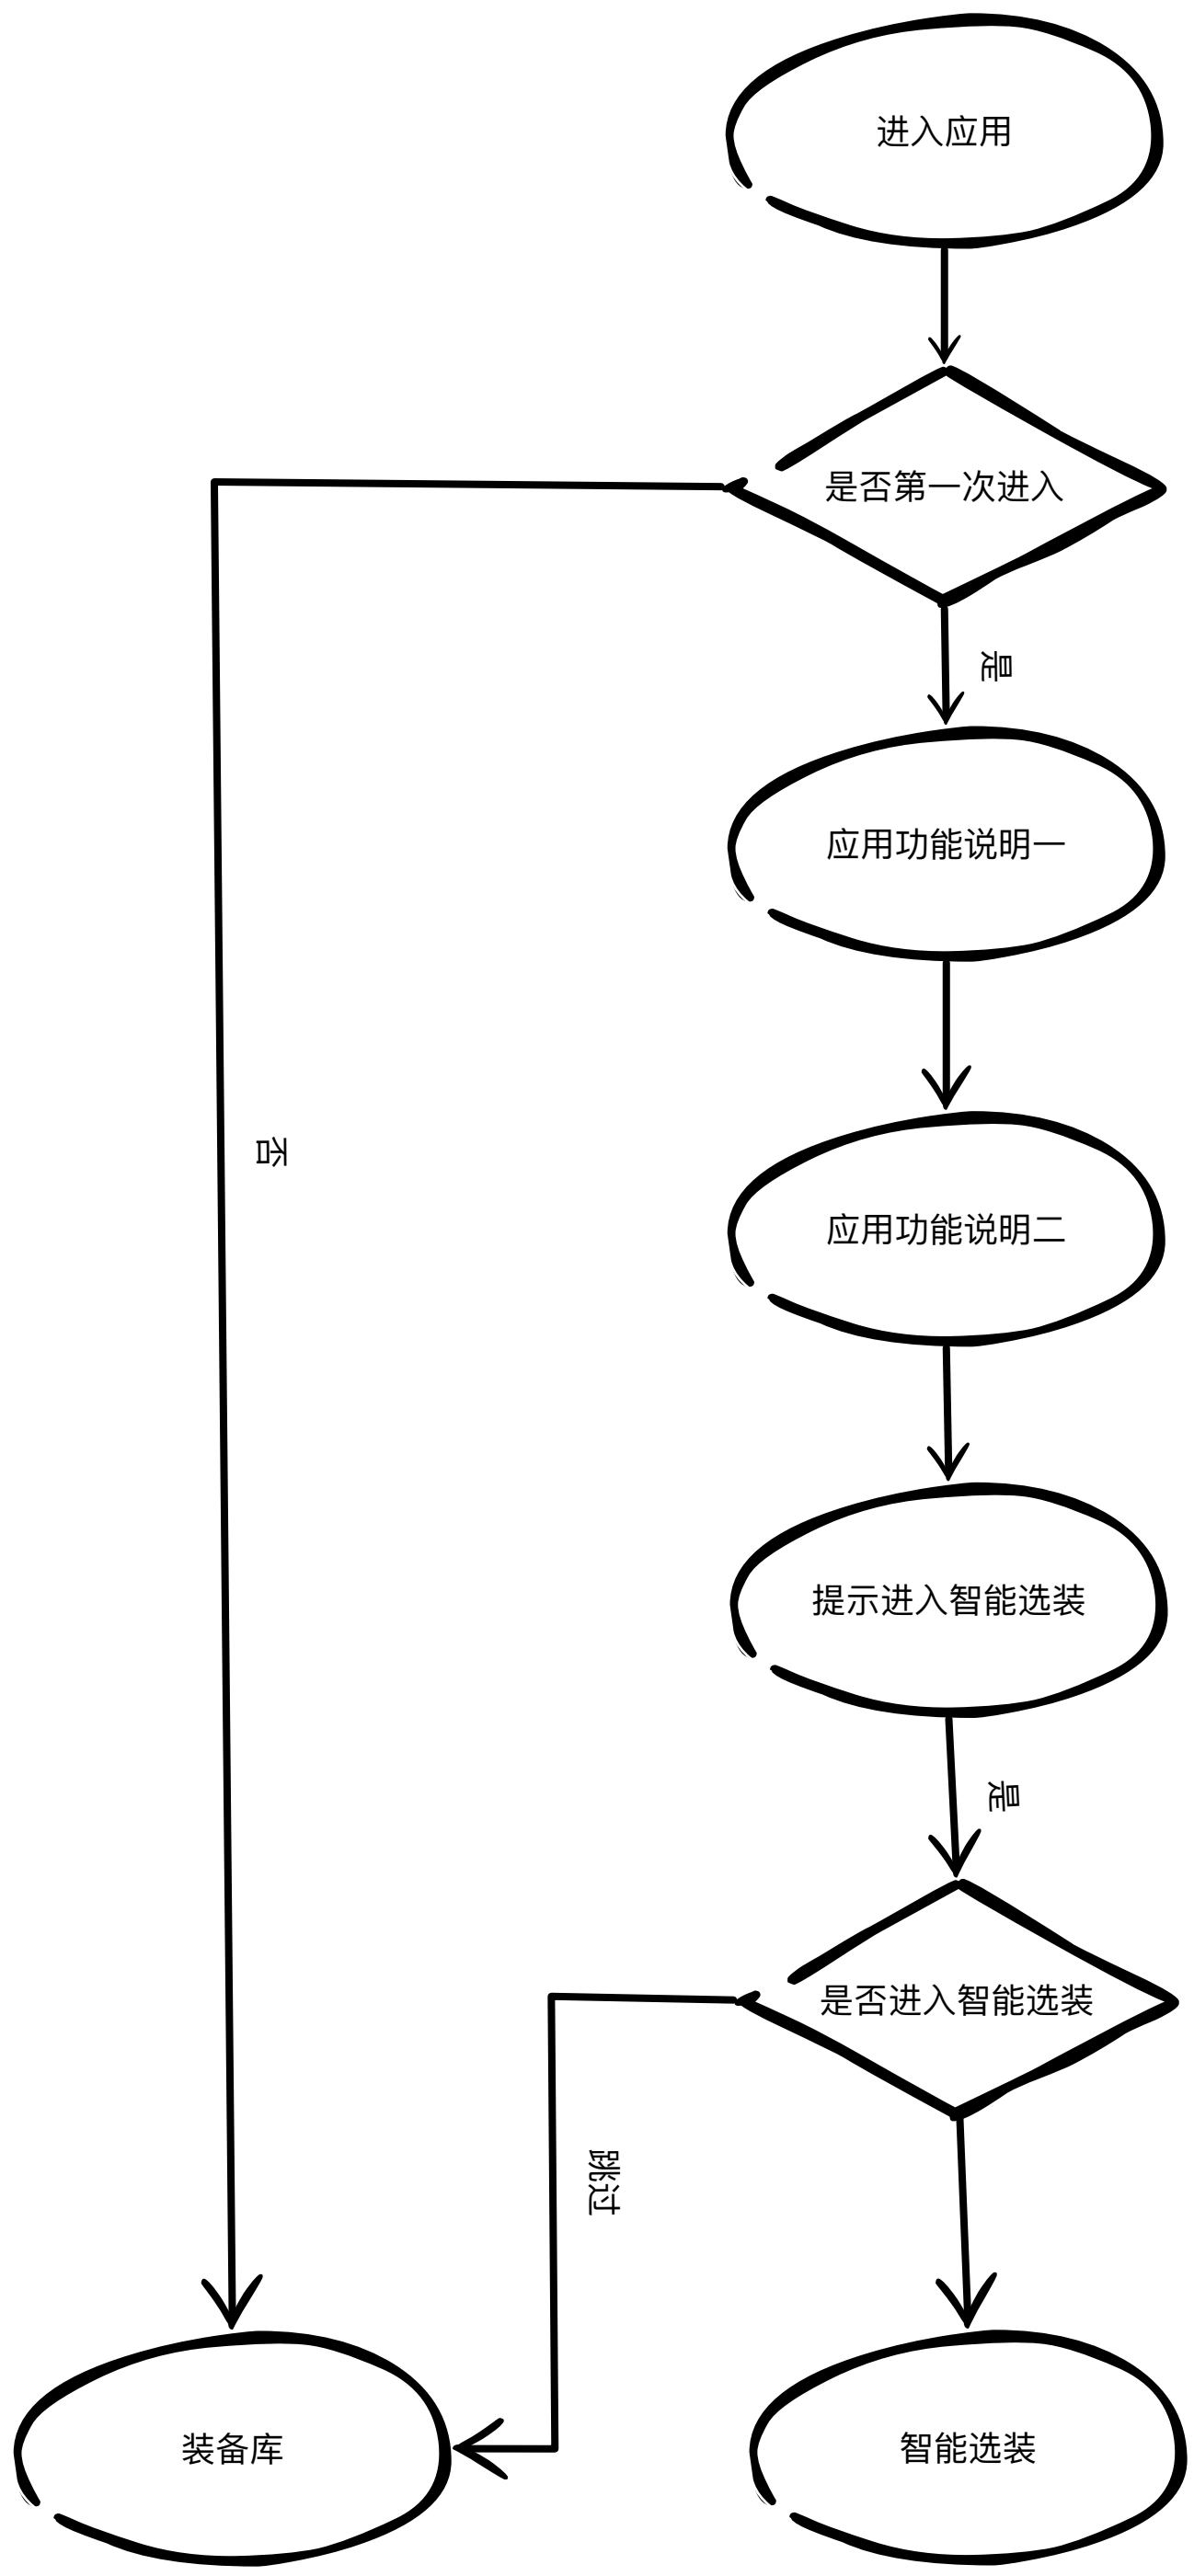 进入应用
是否第一次进入
是
应用功能说明一
否
应用功能说明二
提示进入智能选装
是
是否进入智能选装
跳过
装备库
智能选装